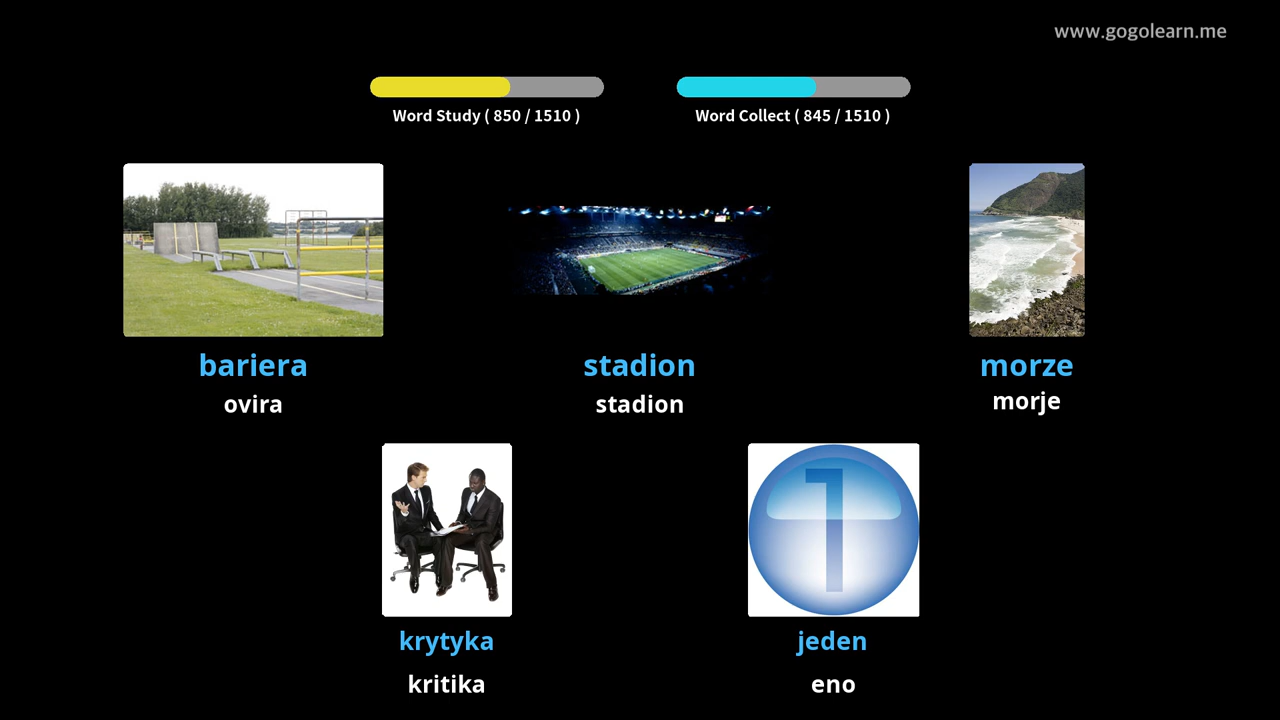 www.gogolearn.me
Word Study ( 850 / 1510 )
Word Collect ( 845 / 1510 )
bariera
stadion
morze
ovira
stadion
morje
1
krytyka
jeden
kritika
eno